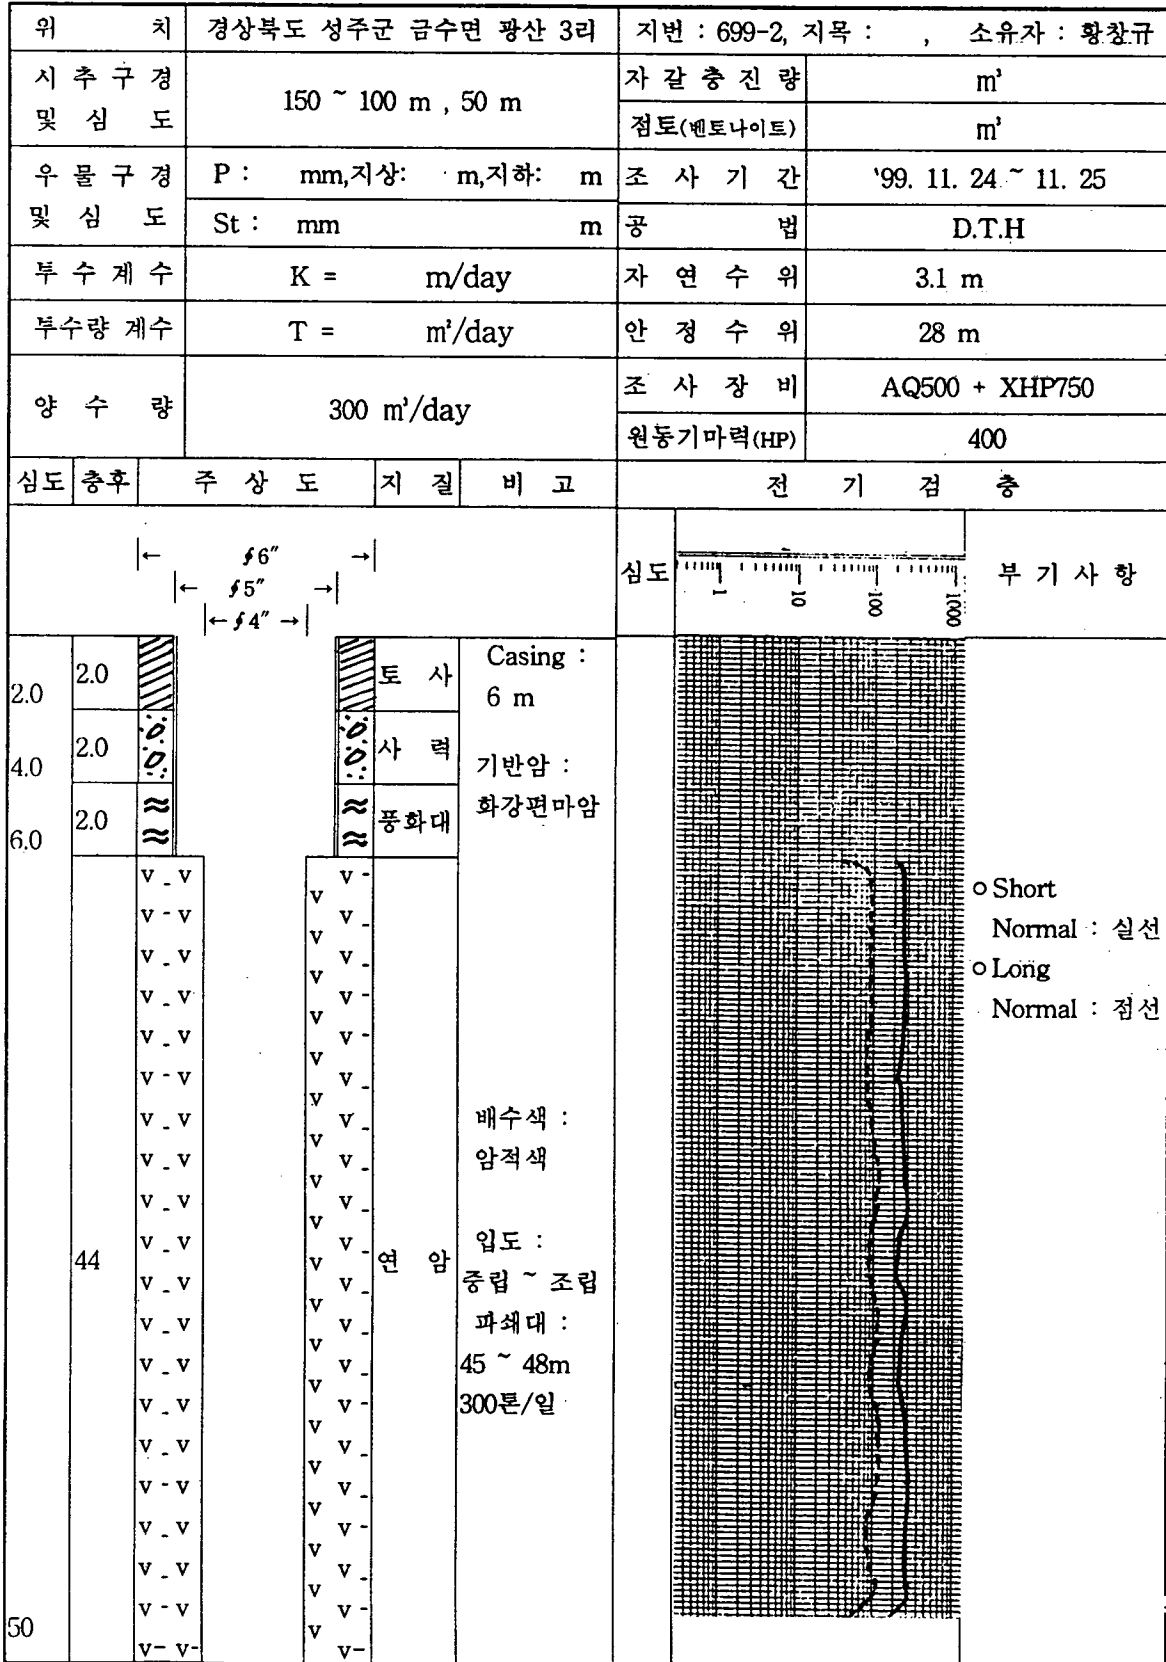 위 치 경상북도 성주군 금수면 광산 3리 지번 : 699-2, 지목 : , 소유자 : 황창규
시 추 구 경 및 심 도 150 ~ 100 m , 50 m 자 갈 충 진 량 m³
점토(벤토나이트) m³
우 물 구 경 및 심 도 P : mm,지상: m,지하: m 조 사 기 간 '99. 11. 24 ~ 11. 25
St : mm m 공 법 D.T.H
투 수 계 수 K = m/day 자 연 수 위 3.1 m
투수량 계수 T = m²/day 안 정 수 위 28 m
양 수 량 300 m³/day 조 사 장 비 AQ500 + XHP750
원동기마력(HP) 400
심도 층후 주 상 도 지 질 비 고 전 기 검 층
∮6″
∮5″
∮4″
심도 1 10 100 1000 부 기 사 항
2.0 2.0 토 사 Casing :
6 m
4.0 2.0 사 력 기반암 :
화강편마암
6.0 2.0 풍화대
○ Short
Normal : 실선
○ Long
Normal : 점선
배수색 :
암적색
44 연 암 입도 :
중립 ~ 조립
파쇄대 :
45 ~ 48m
300톤/일
50